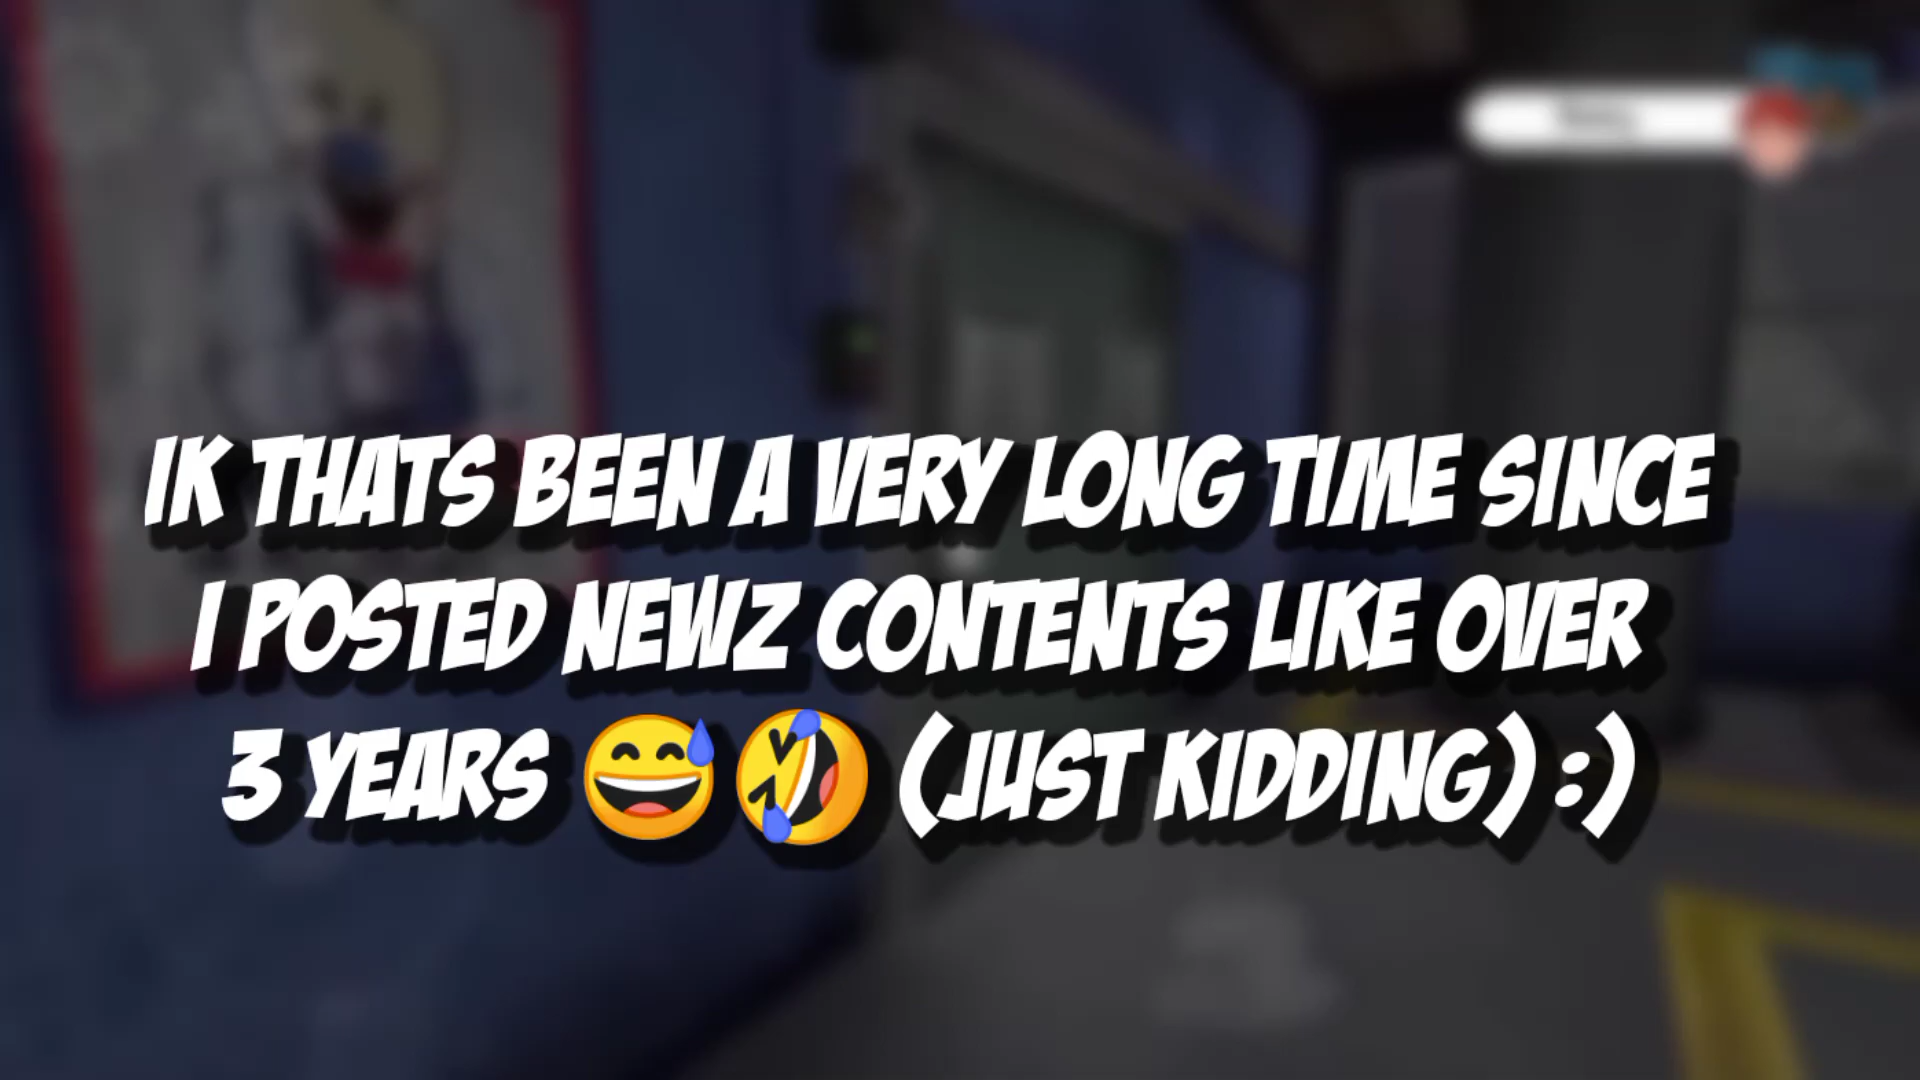 IK THATS BEEN A VERY LONG TIME SINCE
I POSTED NEWZ CONTENTS LIKE OVER
3 YEARS 😅🤣 (JUST KIDDING) :)